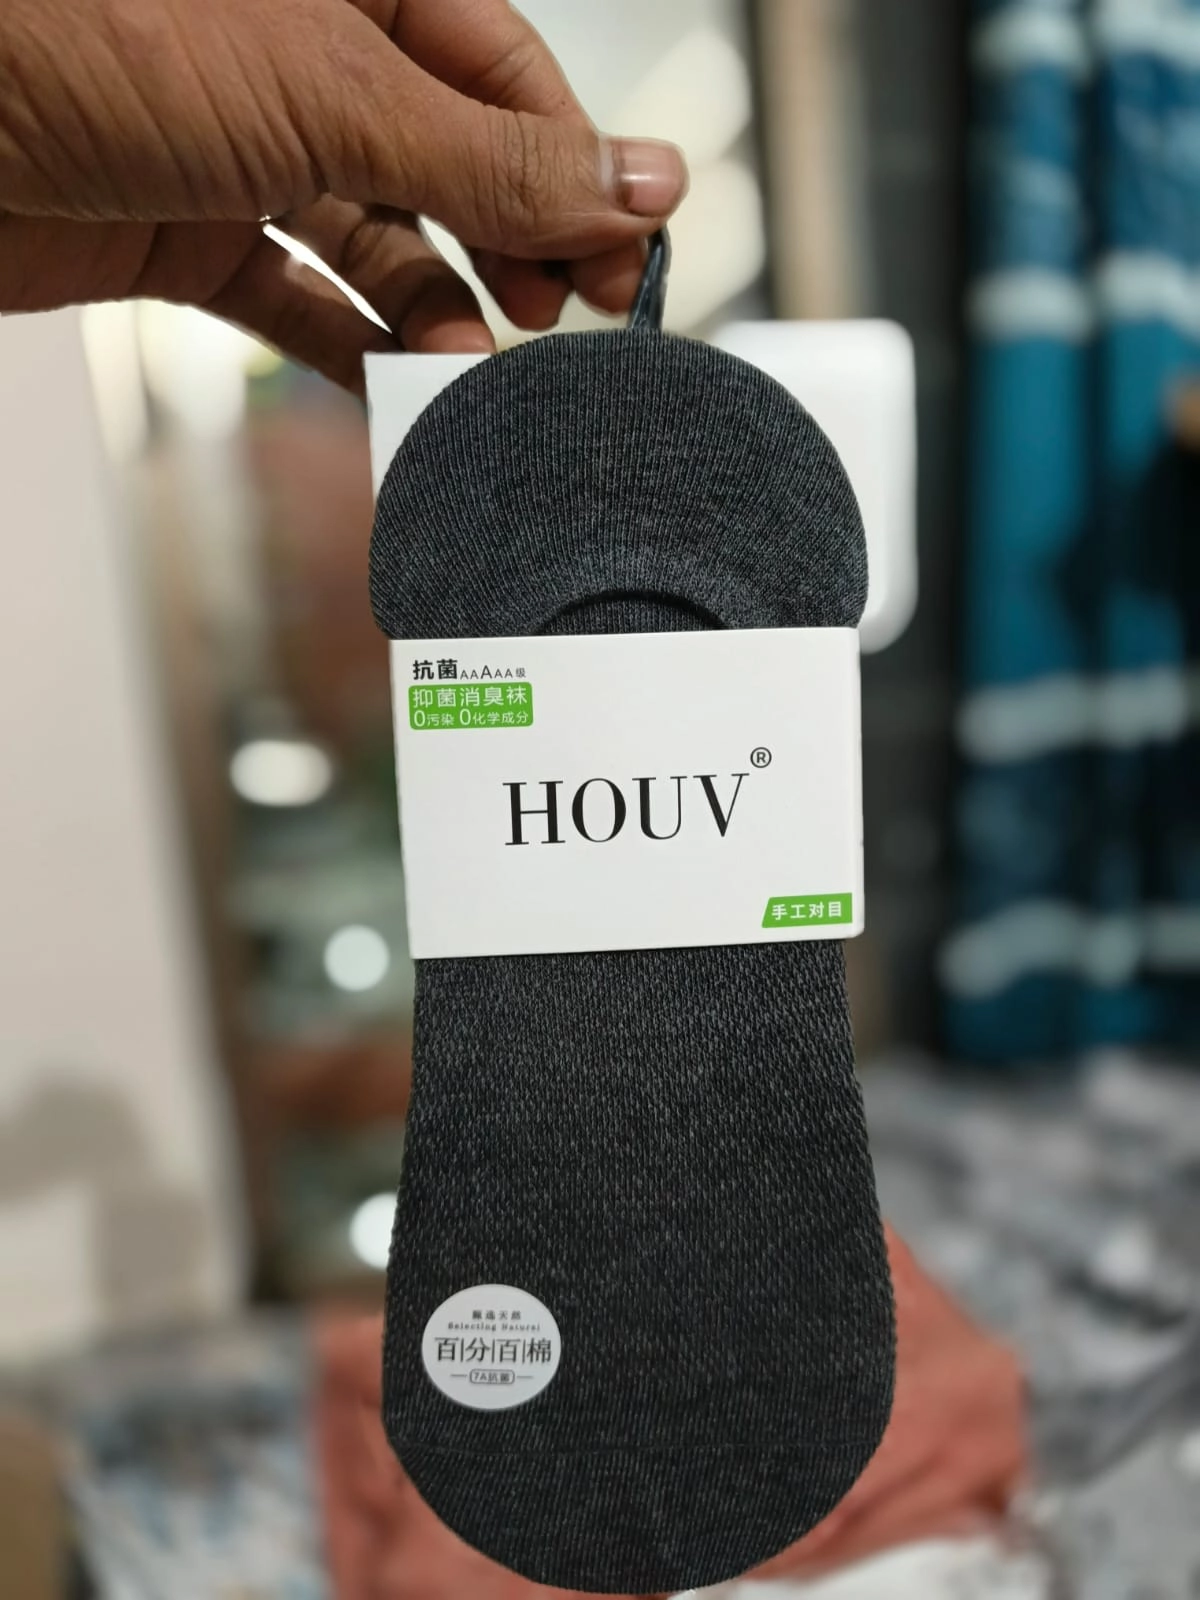 抗菌AAAAA级
抑菌消臭袜
0污染 0化学成分
HOUV®
手工对目
甄选天然
Selecting Natural
百|分|百|棉
7A抗菌